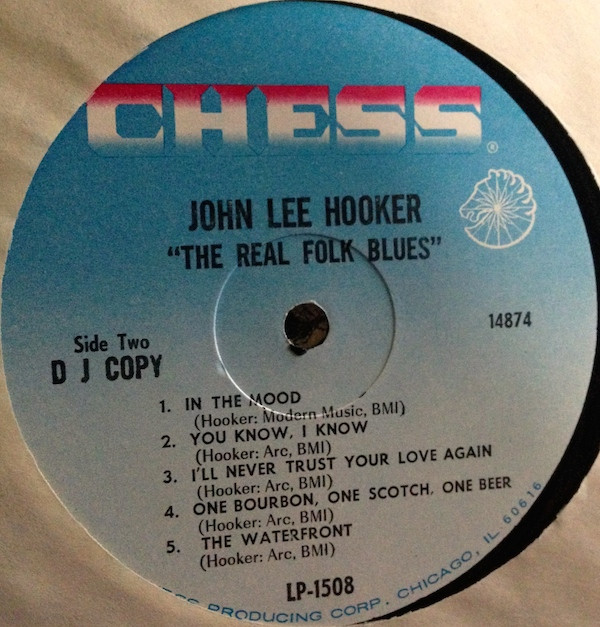 CHESS
®
JOHN LEE HOOKER
"THE REAL FOLK BLUES"
14874
Side Two
D J COPY
1. IN THE MOOD
(Hooker: Modern Music, BMI)
2. YOU KNOW, I KNOW
(Hooker: Arc, BMI)
3. I'LL NEVER TRUST YOUR LOVE AGAIN
(Hooker: Arc, BMI)
4. ONE BOURBON, ONE SCOTCH, ONE BEER
(Hooker: Arc, BMI)
5. THE WATERFRONT
(Hooker: Arc, BMI)
LP-1508
PRODUCING CORP. CHICAGO, IL. 60616